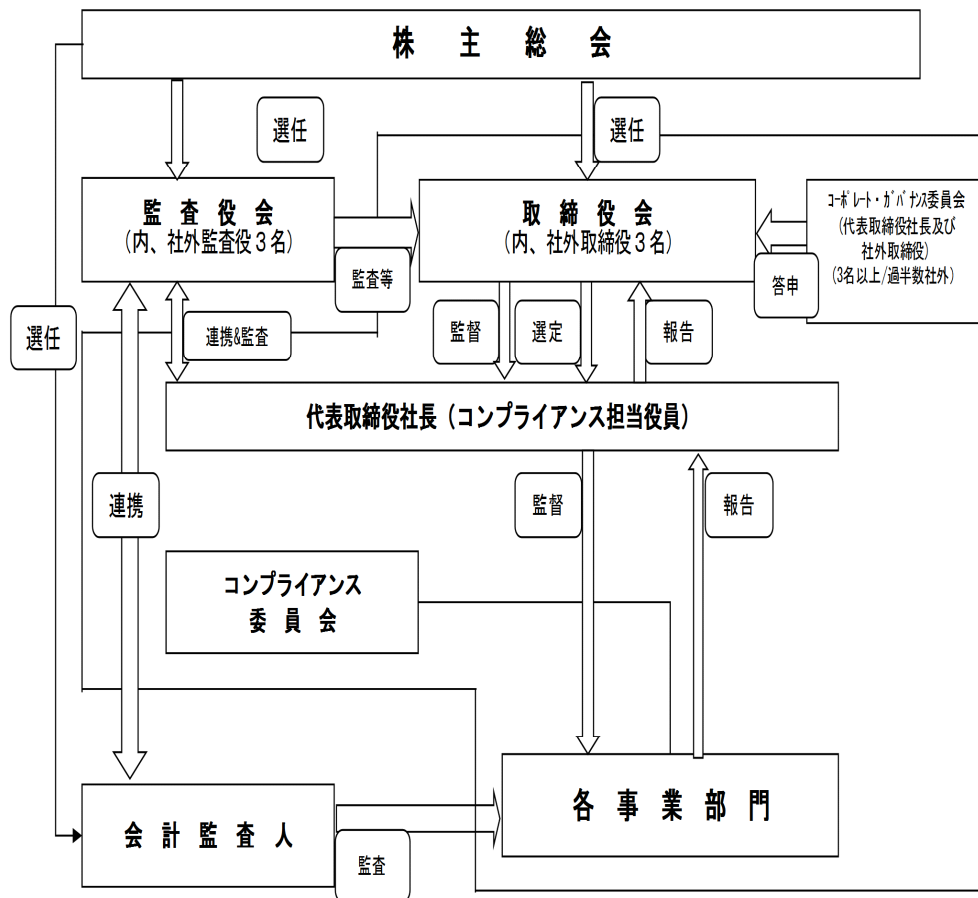 株　主　総　会
選任
選任
監　査　役　会
（内、社外監査役３名）
取　締　役　会
（内、社外取締役３名）
ｺｰﾎﾟﾚｰﾄ・ｶﾞﾊﾞﾅﾝｽ委員会
（代表取締役社長及び
社外取締役）
（3名以上/過半数社外）
監査等
答申
選任
連携&監査
監督
選定
報告
代表取締役社長（コンプライアンス担当役員）
連携
監督
報告
コンプライアンス
委　員　会
会　計　監　査　人
監査
各　事　業　部　門